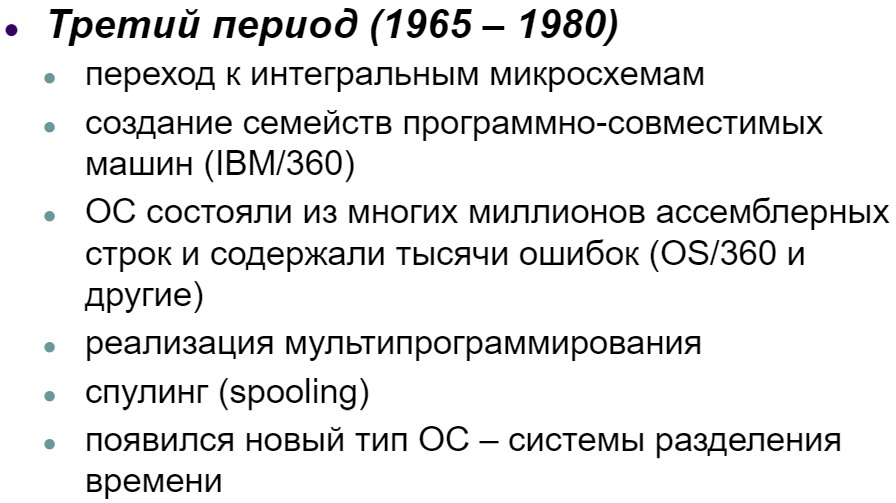 Третий период (1965 – 1980)
переход к интегральным микросхемам
создание семейств программно-совместимых
машин (IBM/360)
ОС состояли из многих миллионов ассемблерных
строк и содержали тысячи ошибок (OS/360 и
другие)
реализация мультипрограммирования
спулинг (spooling)
появился новый тип ОС – системы разделения
времени